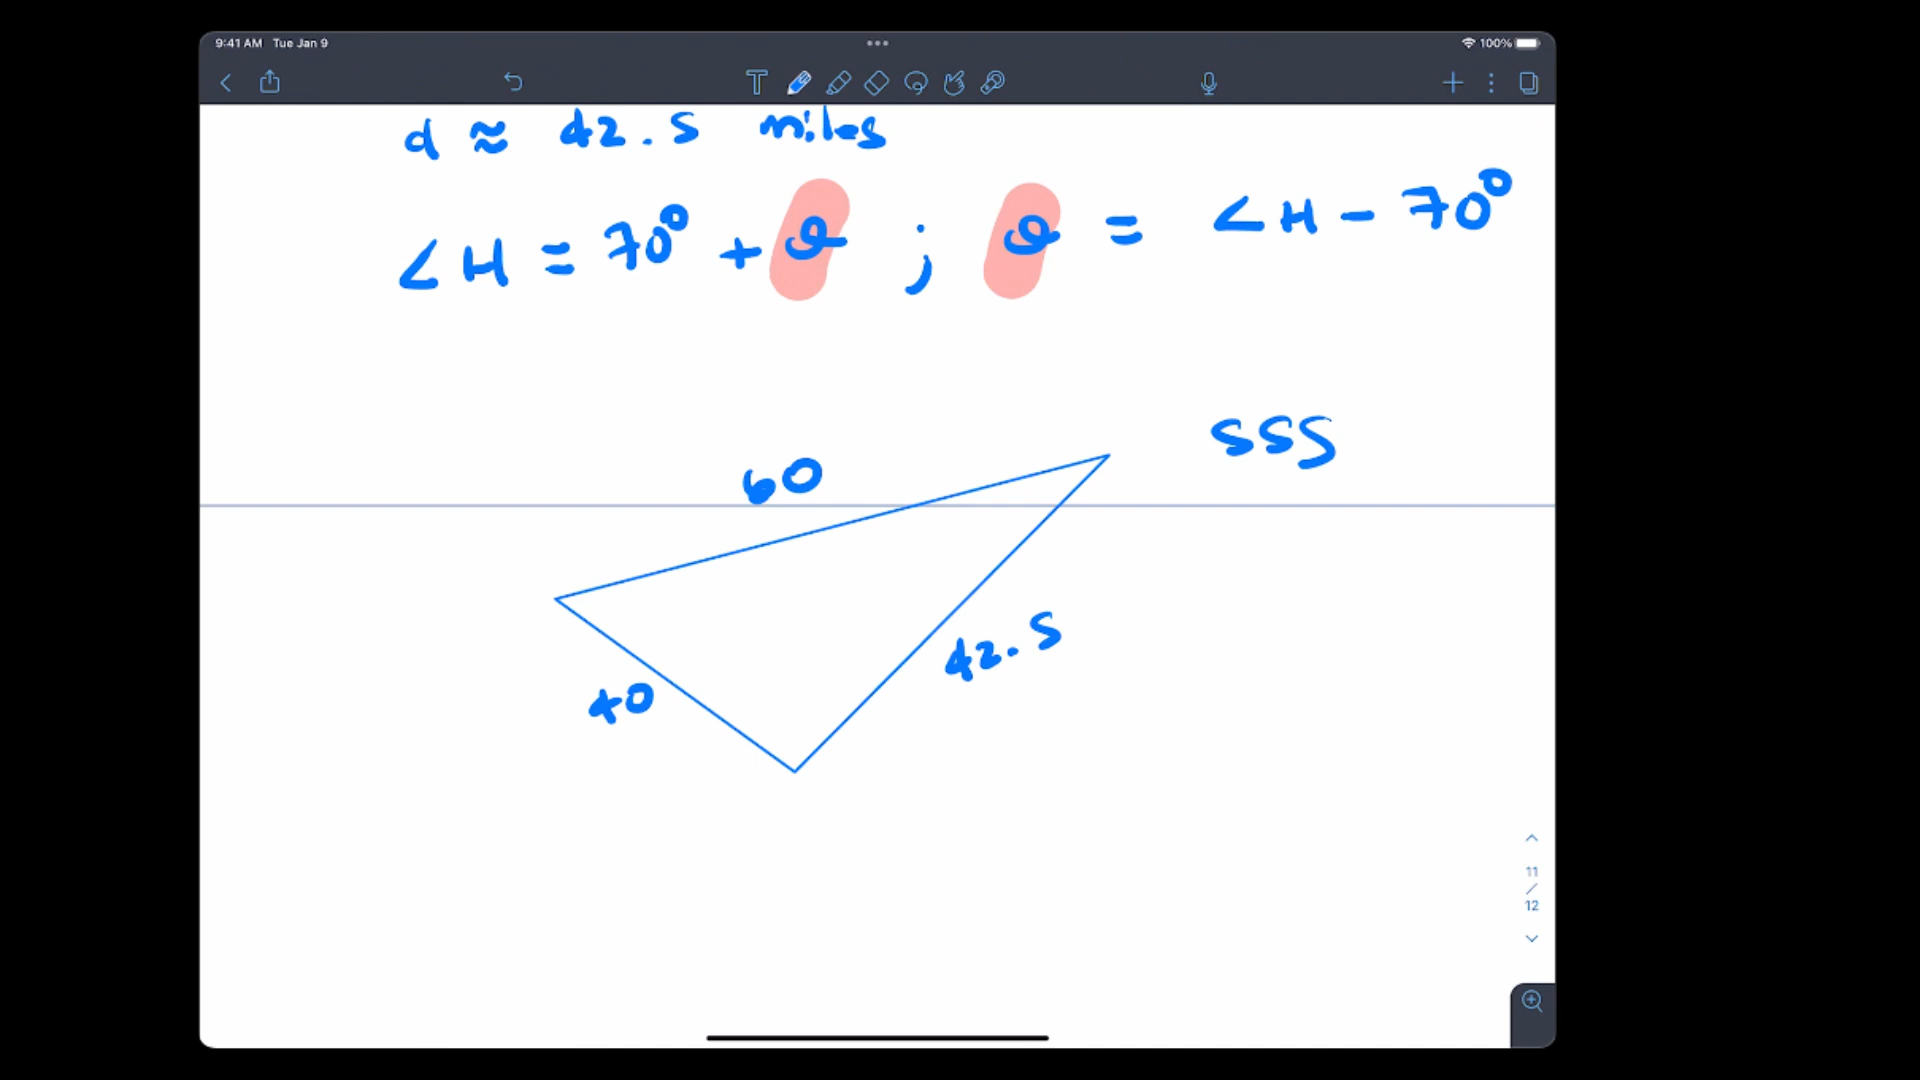 9:41 AM Tue Jan 9
100%
T
d ≈ 42.5 miles
∠H = 70° + θ ; θ = ∠H - 70°
SSS
60
42.5
40
11
/
12